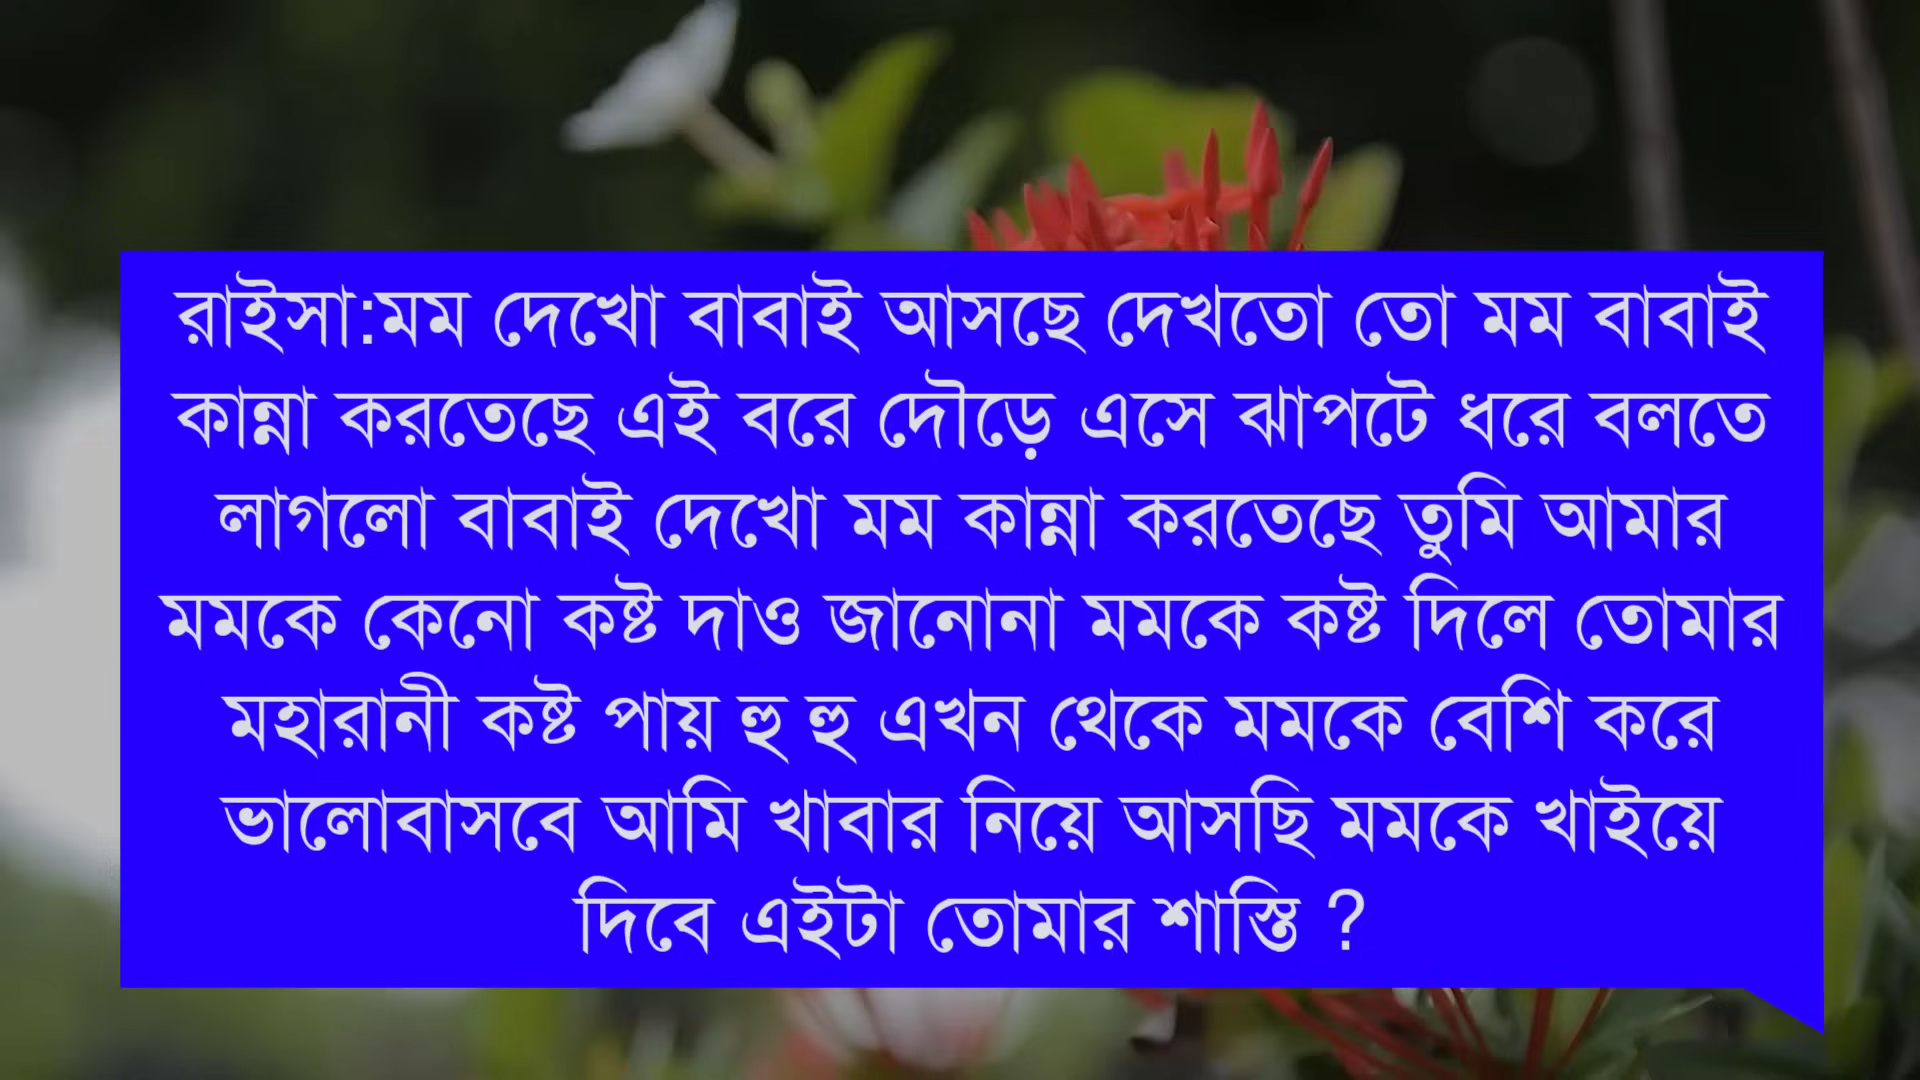 রাইসা:মম দেখো বাবাই আসছে দেখতো তো মম বাবাই
কান্না করতেছে এই বরে দৌড়ে এসে ঝাপটে ধরে বলতে
লাগলো বাবাই দেখো মম কান্না করতেছে তুমি আমার
মমকে কেনো কষ্ট দাও জানোনা মমকে কষ্ট দিলে তোমার
মহারানী কষ্ট পায় হু হু এখন থেকে মমকে বেশি করে
ভালোবাসবে আমি খাবার নিয়ে আসছি মমকে খাইয়ে
দিবে এইটা তোমার শাস্তি ?